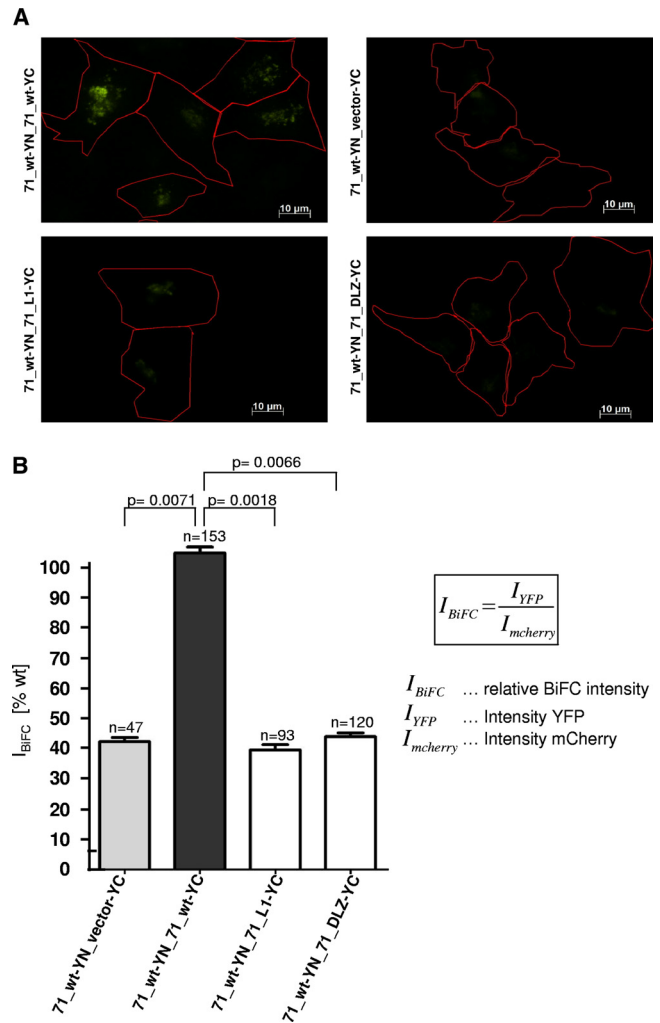 A
71_wt-YN_71_wt-YC
10 µm
71_wt-YN_vector-YC
10 µm
71_wt-YN_71_L1-YC
10 µm
71_wt-YN_71_DLZ-YC
10 µm
B
p= 0.0066
p= 0.0071
p= 0.0018
I_BiFC [% wt]
100
90
80
70
60
50
40
30
20
10
0
n=47
n=153
n=93
n=120
71_wt-YN_vector-YC
71_wt-YN_71_wt-YC
71_wt-YN_71_L1-YC
71_wt-YN_71_DLZ-YC
I_BiFC = I_YFP / I_mcherry
I_BiFC ... relative BiFC intensity
I_YFP ... Intensity YFP
I_mcherry ... Intensity mCherry